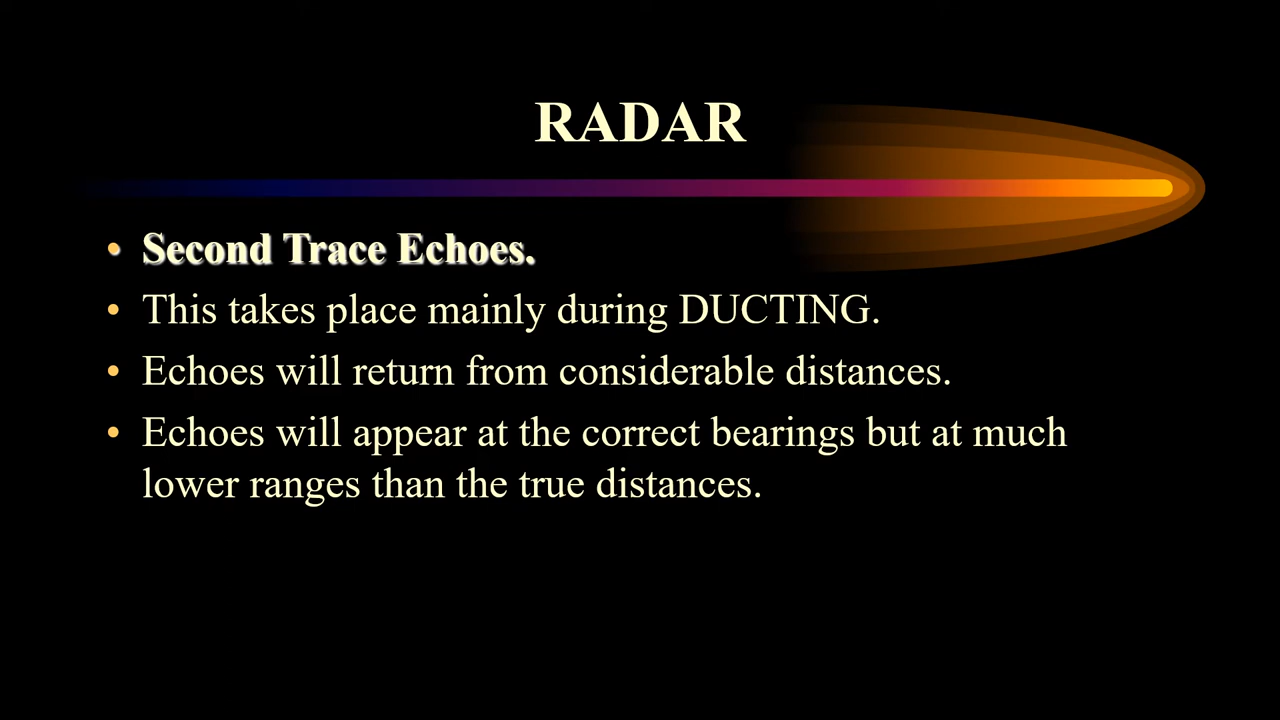 RADAR
• Second Trace Echoes.
• This takes place mainly during DUCTING.
• Echoes will return from considerable distances.
• Echoes will appear at the correct bearings but at much
lower ranges than the true distances.